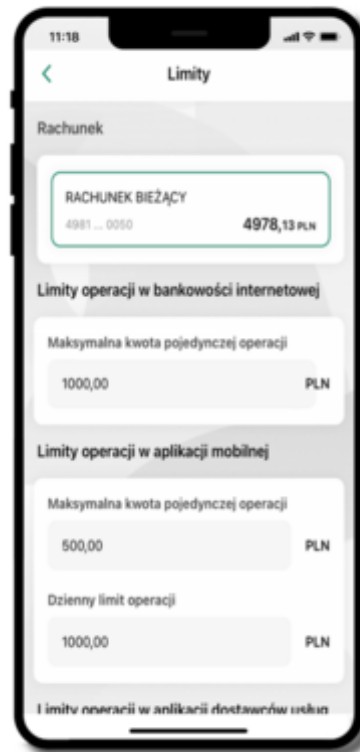 11:18
Limity
Rachunek
RACHUNEK BIEŻĄCY
4981 ... 0050 4978,13 PLN
Limity operacji w bankowości internetowej
Maksymalna kwota pojedynczej operacji
1000,00 PLN
Limity operacji w aplikacji mobilnej
Maksymalna kwota pojedynczej operacji
500,00 PLN
Dzienny limit operacji
1000,00 PLN
Limity operacji w aplikacji dostawców usług